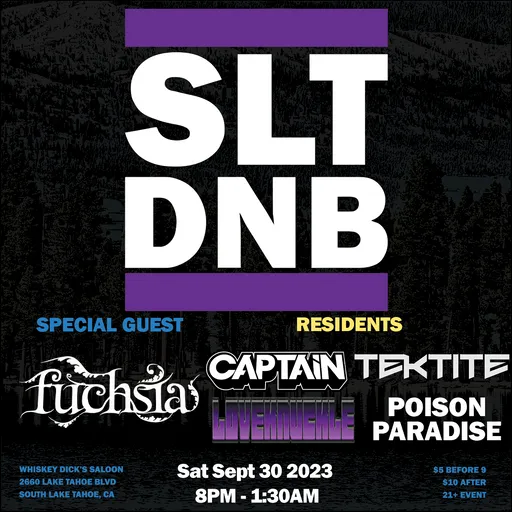 SLT
DNB
SPECIAL GUEST
RESIDENTS
fuchsia
CAPTAIN
LOVEKNUCKLE
TEKTITE
POISON
PARADISE
WHISKEY DICK'S SALOON
2660 LAKE TAHOE BLVD
SOUTH LAKE TAHOE, CA
Sat Sept 30 2023
8PM - 1:30AM
$5 BEFORE 9
$10 AFTER
21+ EVENT